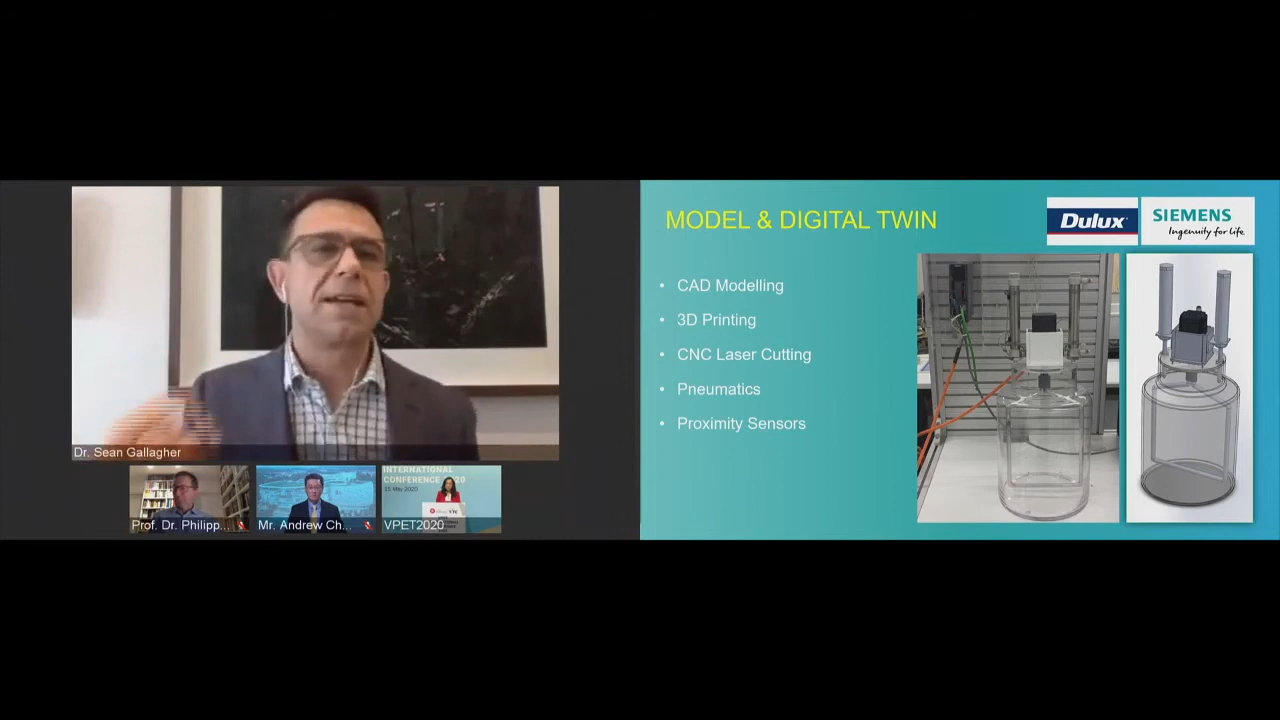 Dr. Sean Gallagher
Prof. Dr. Philipp...
Mr. Andrew Ch...
INTERNATIONAL
CONFERENCE 2020
VPET2020
MODEL & DIGITAL TWIN
Dulux
SIEMENS
Ingenuity for life
• CAD Modelling
• 3D Printing
• CNC Laser Cutting
• Pneumatics
• Proximity Sensors